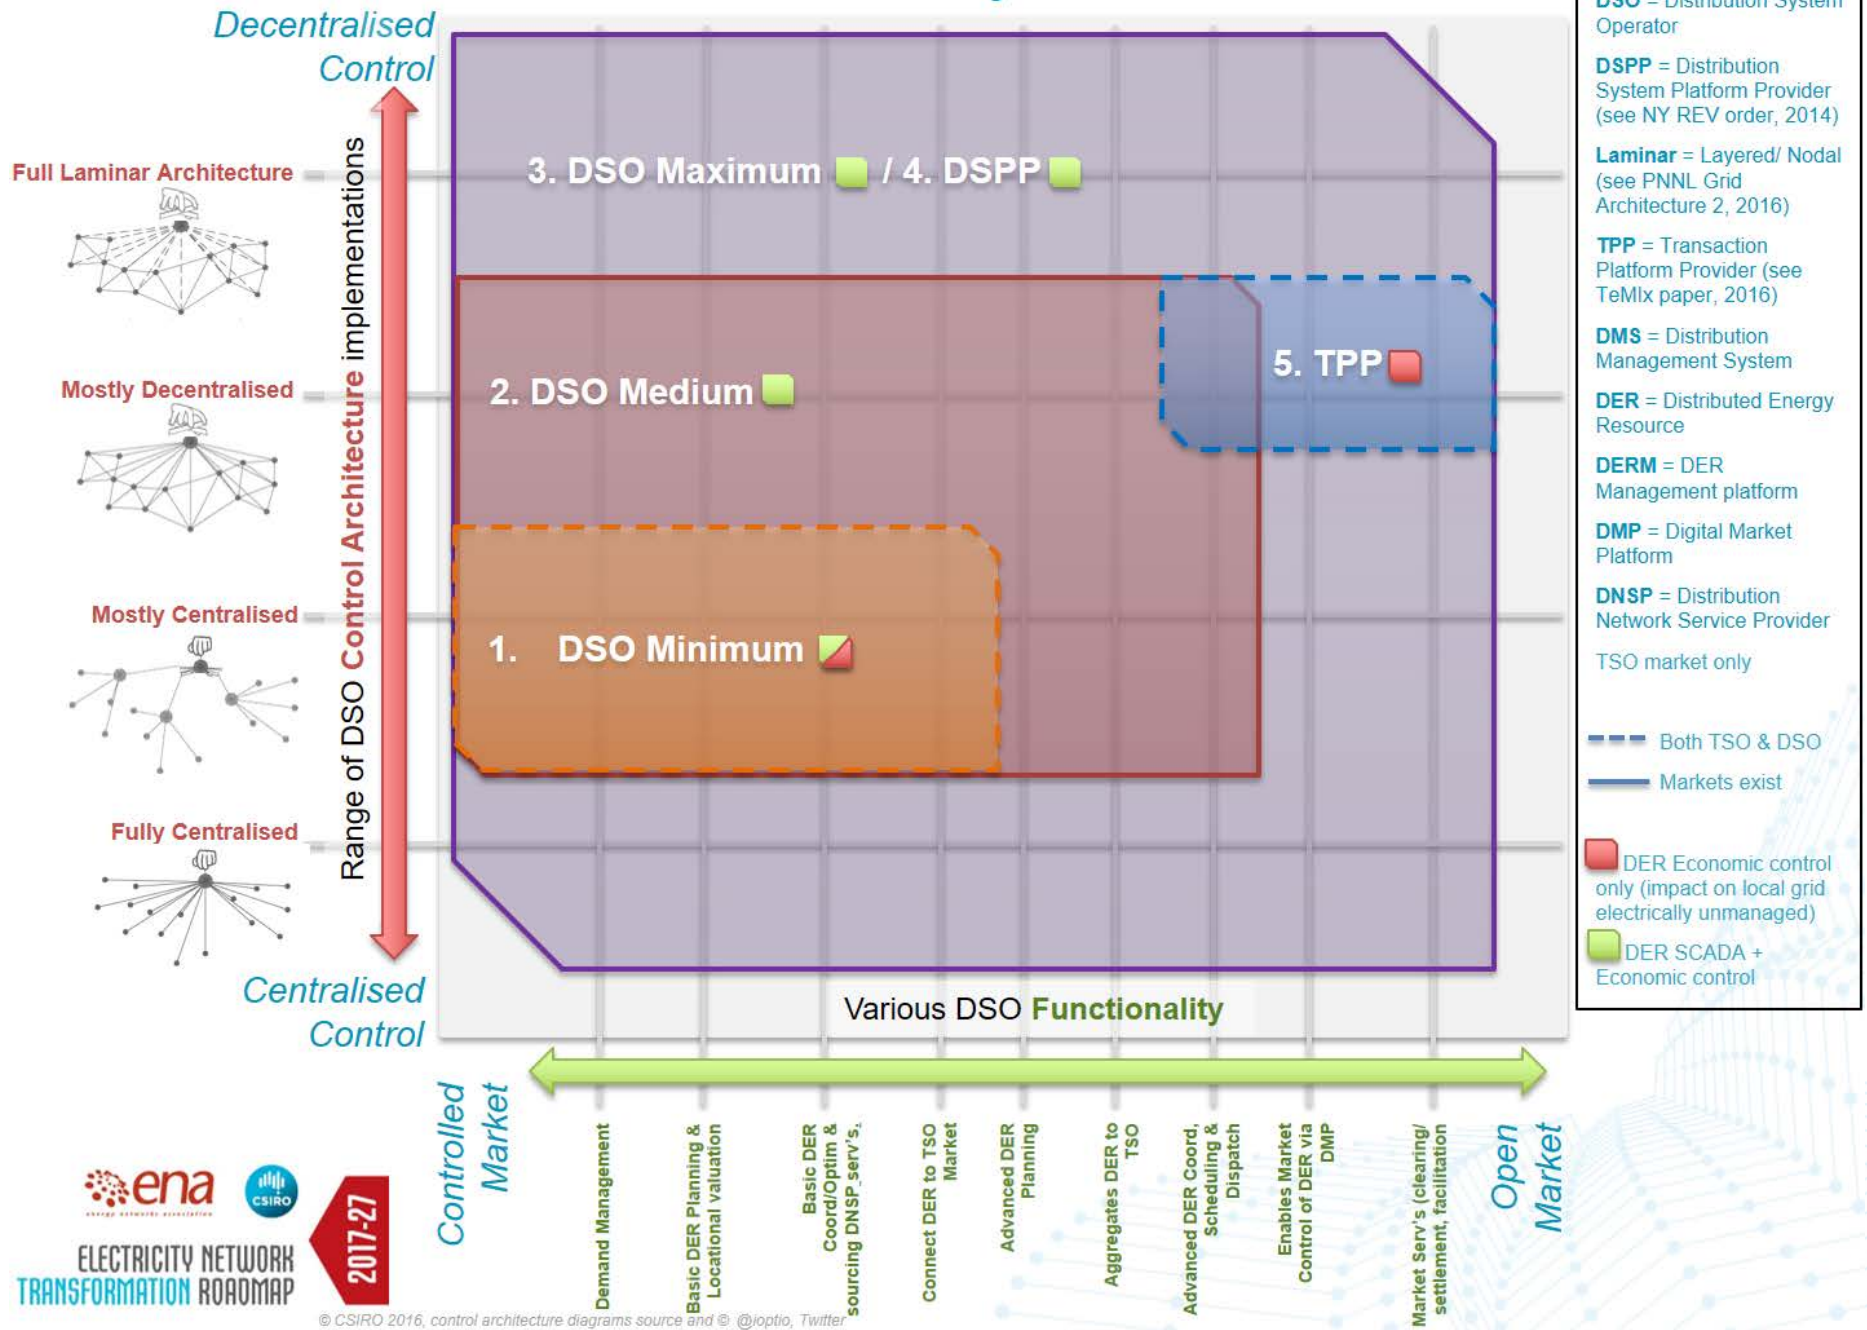 Decentralised
Control
Full Laminar Architecture
Mostly Decentralised
Mostly Centralised
Fully Centralised
Centralised
Control
Range of DSO Control Architecture implementations
3. DSO Maximum / 4. DSPP
2. DSO Medium
5. TPP
1. DSO Minimum
Various DSO Functionality
Controlled
Market
Demand Management
Basic DER Planning &
Locational valuation
Basic DER
Coord/Optim &
sourcing DNSP serv's.
Connect DER to TSO
Market
Advanced DER
Planning
Aggregates DER to
TSO
Advanced DER Coord,
Scheduling &
Dispatch
Enables Market
Control of DER via
DMP
Market Serv's (clearing/
settlement, facilitation
Open
Market
DSO = Distribution System
Operator
DSPP = Distribution
System Platform Provider
(see NY REV order, 2014)
Laminar = Layered/ Nodal
(see PNNL Grid
Architecture 2, 2016)
TPP = Transaction
Platform Provider (see
TeMIx paper, 2016)
DMS = Distribution
Management System
DER = Distributed Energy
Resource
DERM = DER
Management platform
DMP = Digital Market
Platform
DNSP = Distribution
Network Service Provider
TSO market only
Both TSO & DSO
Markets exist
DER Economic control
only (impact on local grid
electrically unmanaged)
DER SCADA +
Economic control
ena
energy networks association
CSIRO
ELECTRICITY NETWORK
TRANSFORMATION ROADMAP
2017-27
© CSIRO 2016, control architecture diagrams source and © @joptio, Twitter